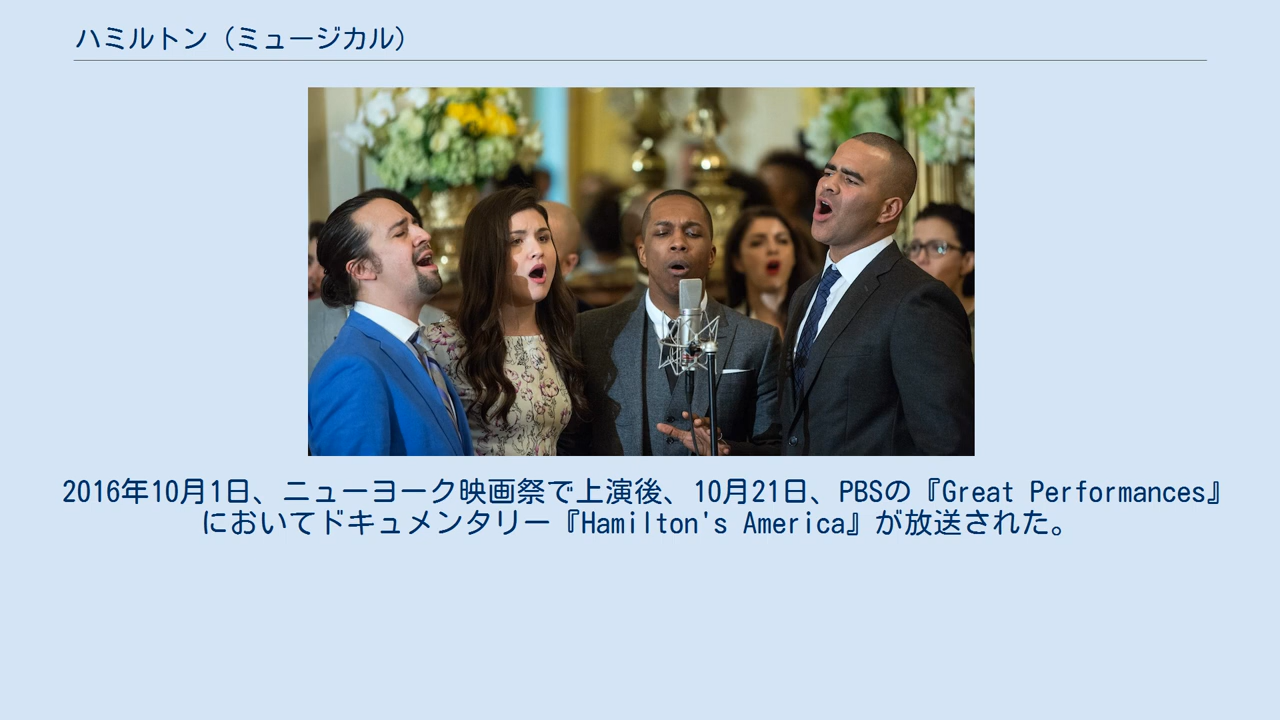 ハミルトン（ミュージカル）
2016年10月1日、ニューヨーク映画祭で上演後、10月21日、PBSの『Great Performances』
においてドキュメンタリー『Hamilton's America』が放送された。